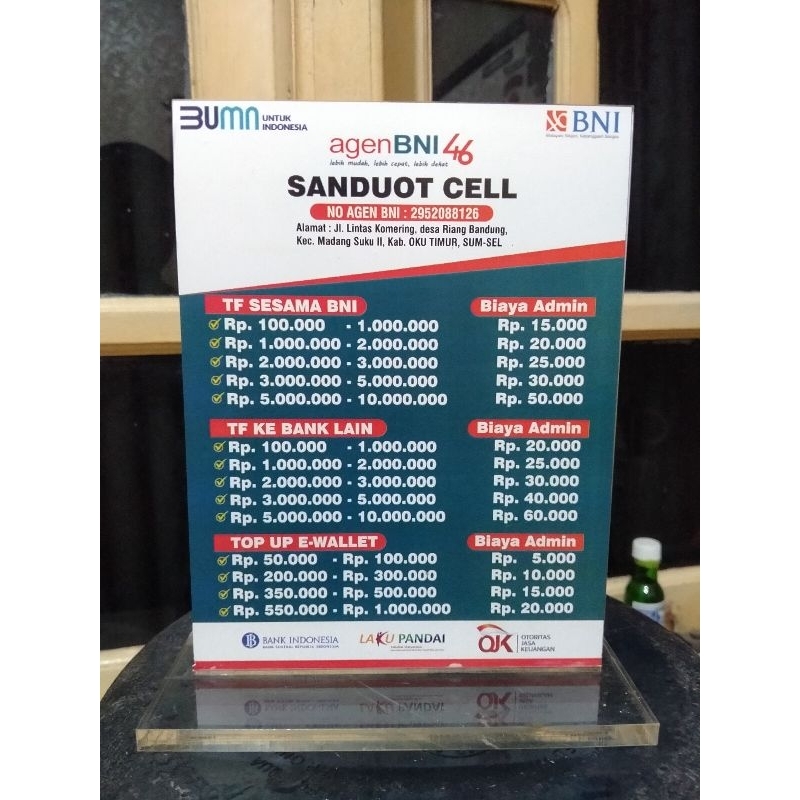 BUMN UNTUK INDONESIA
BNI
agenBNI 46
lebih mudah, lebih cepat, lebih dekat
SANDUOT CELL
NO AGEN BNI : 2952088126
Alamat : Jl. Lintas Komering, desa Riang Bandung,
Kec. Madang Suku II, Kab. OKU TIMUR, SUM-SEL
TF SESAMA BNI Biaya Admin
Rp. 100.000 - 1.000.000 Rp. 15.000
Rp. 1.000.000 - 2.000.000 Rp. 20.000
Rp. 2.000.000 - 3.000.000 Rp. 25.000
Rp. 3.000.000 - 5.000.000 Rp. 30.000
Rp. 5.000.000 - 10.000.000 Rp. 50.000
TF KE BANK LAIN Biaya Admin
Rp. 100.000 - 1.000.000 Rp. 20.000
Rp. 1.000.000 - 2.000.000 Rp. 25.000
Rp. 2.000.000 - 3.000.000 Rp. 30.000
Rp. 3.000.000 - 5.000.000 Rp. 40.000
Rp. 5.000.000 - 10.000.000 Rp. 60.000
TOP UP E-WALLET Biaya Admin
Rp. 50.000 - Rp. 100.000 Rp. 5.000
Rp. 200.000 - Rp. 300.000 Rp. 10.000
Rp. 350.000 - Rp. 500.000 Rp. 15.000
Rp. 550.000 - Rp. 1.000.000 Rp. 20.000
BANK INDONESIA
BANK SENTRAL REPUBLIK INDONESIA
LAKU PANDAI
OJK OTORITAS JASA KEUANGAN